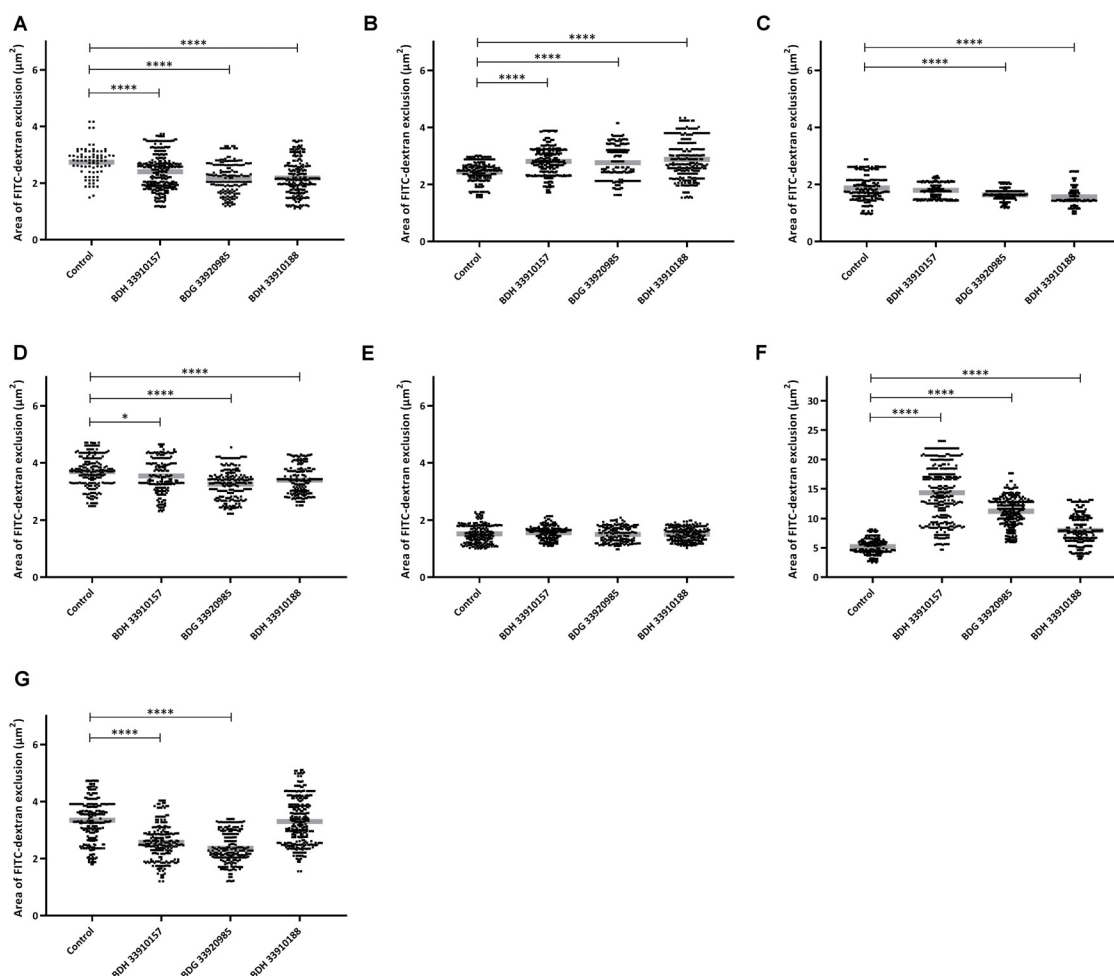 A
Area of FITC-dextran exclusion (μm²)
6
4
2
0
****
****
****
Control
BDH 33910157
BDG 33920985
BDH 33910188
B
Area of FITC-dextran exclusion (μm²)
6
4
2
0
****
****
****
Control
BDH 33910157
BDG 33920985
BDH 33910188
C
Area of FITC-dextran exclusion (μm²)
6
4
2
0
****
****
Control
BDH 33910157
BDG 33920985
BDH 33910188
D
Area of FITC-dextran exclusion (μm²)
6
4
2
0
****
****
*
Control
BDH 33910157
BDG 33920985
BDH 33910188
E
Area of FITC-dextran exclusion (μm²)
6
4
2
0
Control
BDH 33910157
BDG 33920985
BDH 33910188
F
Area of FITC-dextran exclusion (μm²)
30
25
20
15
10
5
0
****
****
****
Control
BDH 33910157
BDG 33920985
BDH 33910188
G
Area of FITC-dextran exclusion (μm²)
6
4
2
0
****
****
Control
BDH 33910157
BDG 33920985
BDH 33910188